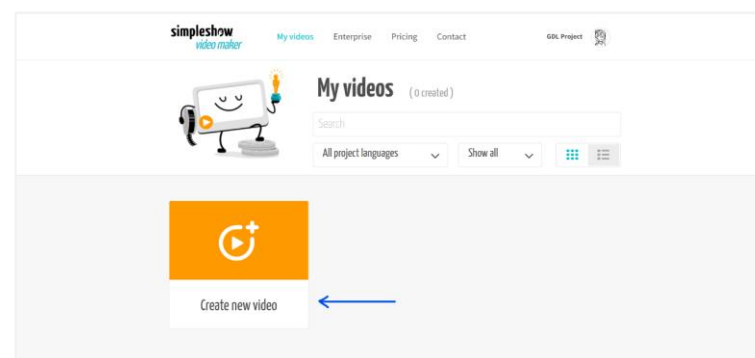 simpleshow
video maker
My videos Enterprise Pricing Contact GDL Project
My videos (0 created)
Search
All project languages Show all
Create new video